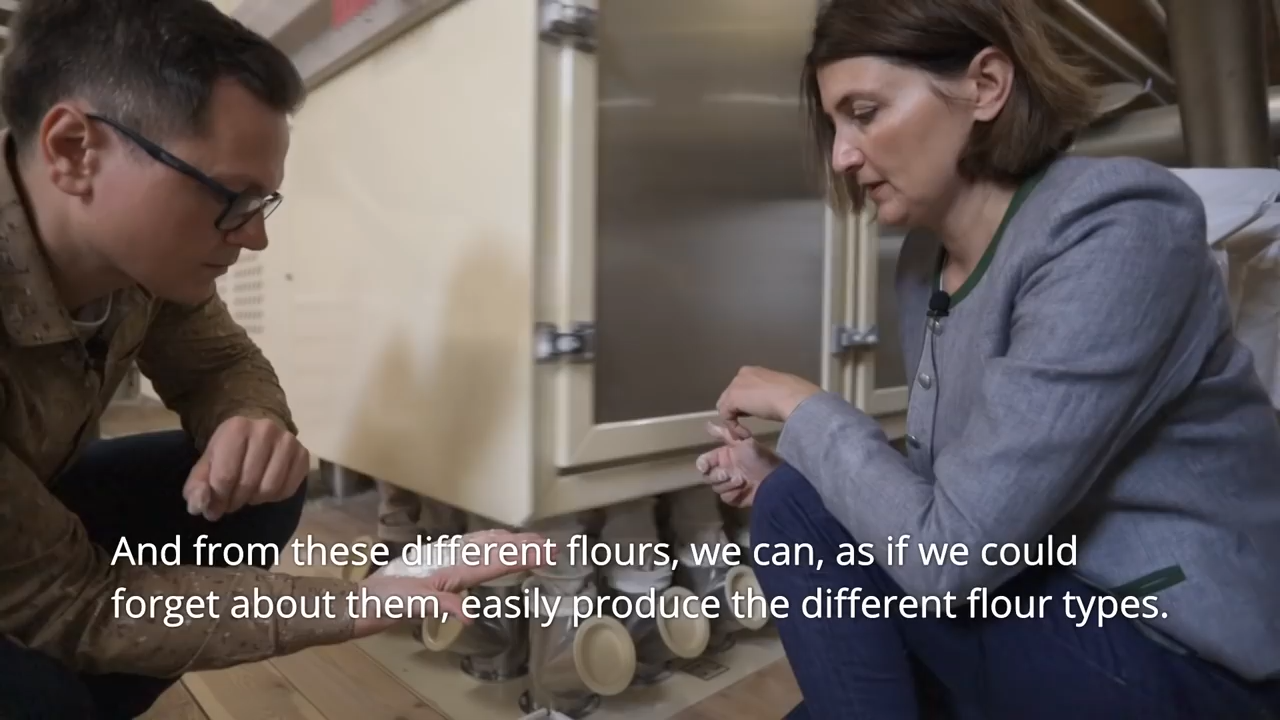 And from these different flours, we can, as if we could
forget about them, easily produce the different flour types.